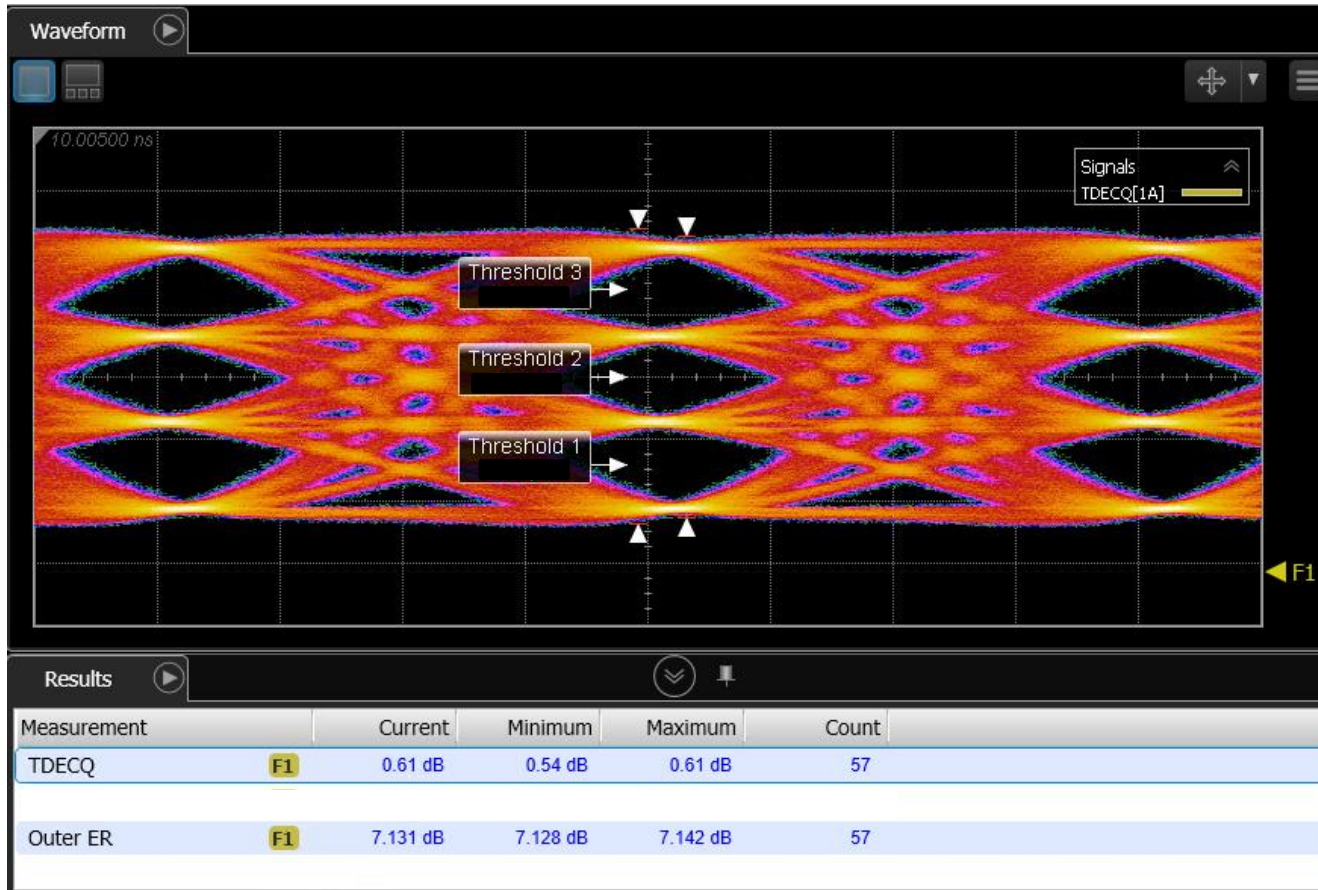 Waveform
10.00500 ns
Signals
TDECQ[1A]
Threshold 3
Threshold 2
Threshold 1
F1
Results
Measurement Current Minimum Maximum Count
TDECQ F1 0.61 dB 0.54 dB 0.61 dB 57
Outer ER F1 7.131 dB 7.128 dB 7.142 dB 57